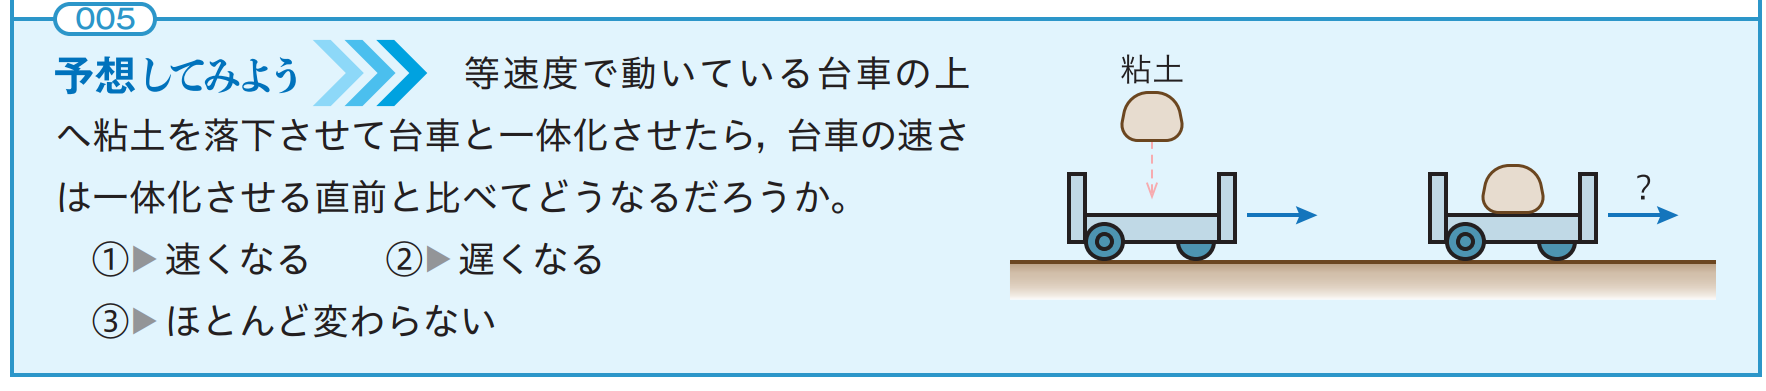 005
予想してみよう 等速度で動いている台車の上
へ粘土を落下させて台車と一体化させたら，台車の速さ
は一体化させる直前と比べてどうなるだろうか。
①▶速くなる ②▶遅くなる
③▶ほとんど変わらない
粘土
?